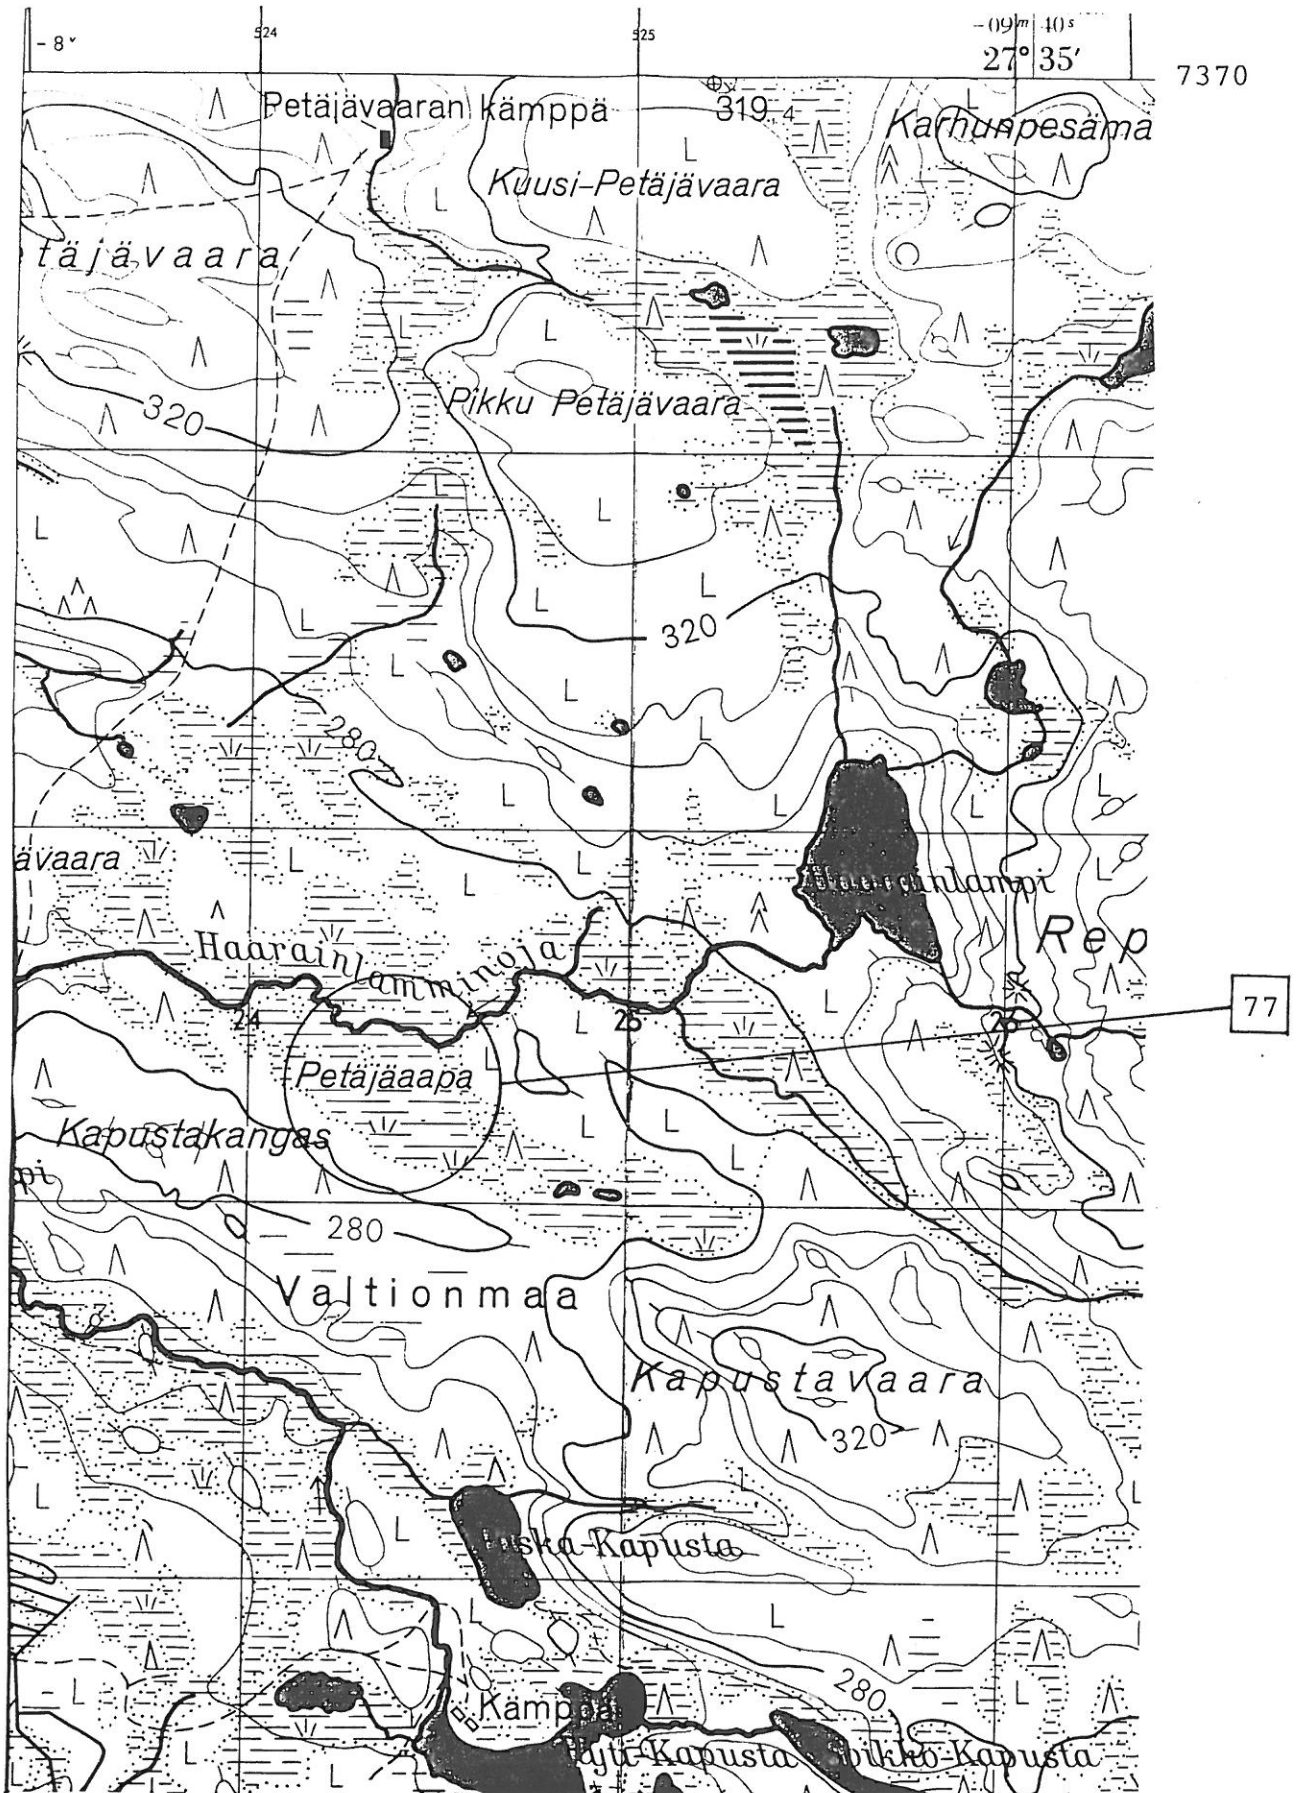 - 8ᵛ
524
525
-09ᵐ 40ˢ
27° 35′
7370
Petäjävaaran kämppä
319,4
Karhunpesämä
Kuusi-Petäjävaara
täjävaara
Pikku Petäjävaara
320
320
280
ävaara
Haarainlampi
Rep
Haarainlamminoja
24
25
26
77
Petäjäaapa
Kapustakangas
pi
280
Valtionmaa
Kapustavaara
320
ska-Kapusta
280
Kämppä
-Kapusta
pikko-Kapusta